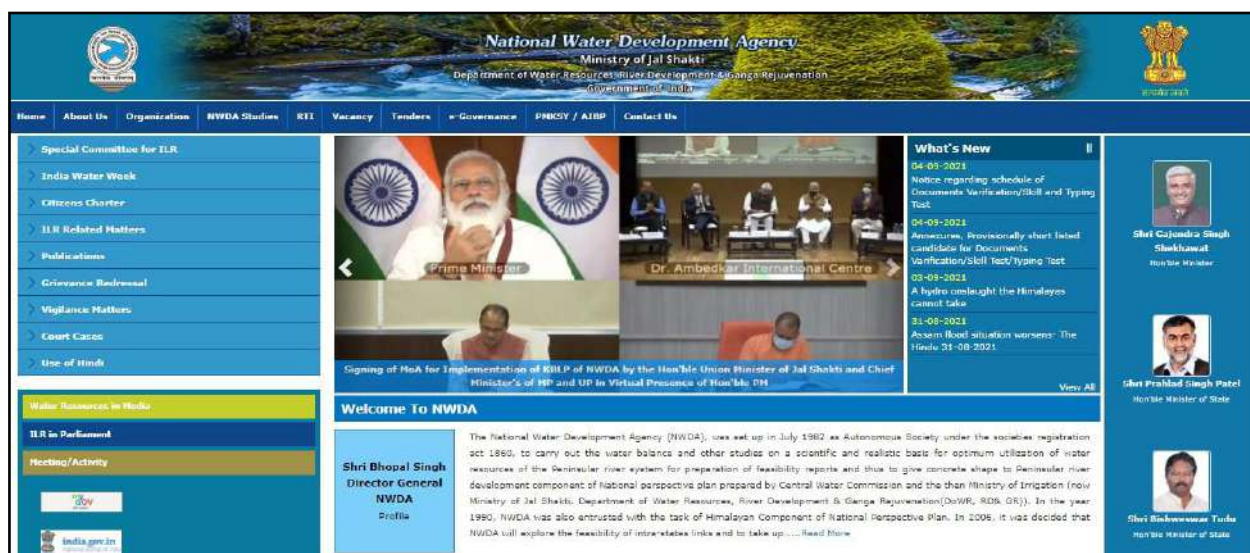 National Water Development Agency
Ministry of Jal Shakti
Department of Water Resources, River Development & Ganga Rejuvenation
Government of India
Home About Us Organization NWDA Studies RTI Vacancy Tenders e-Governance PMKSY / AIBP Contact Us
Special Committee for ILR
India Water Week
Citizens Charter
ILR Related Matters
Publications
Grievance Redressal
Vigilance Matters
Court Cases
Use of Hindi
Water Resources in Media
ILR in Parliament
Meeting/Activity
gov
india.gov.in
Prime Minister
Dr. Ambedkar International Centre
Signing of MoA for Implementation of KBLP of NWDA by the Hon'ble Union Minister of Jal Shakti and Chief
Minister's of MP and UP in Virtual Presence of Hon'ble PM
What's New
04-09-2021
Notice regarding schedule of
Documents Varification/Skill and Typing
Test
04-09-2021
Annexures, Provisionally short listed
candidate for Documents
Varification/Skill Test/Typing Test
03-09-2021
A hydro onslaught the Himalayas
cannot take
31-08-2021
Assam flood situation worsens: The
Hindu 31-08-2021
View All
Welcome To NWDA
Shri Bhopal Singh
Director General
NWDA
Profile
The National Water Development Agency (NWDA), was set up in July 1982 as Autonomous Society under the societies registration
act 1860, to carry out the water balance and other studies on a scientific and realistic basis for optimum utilization of water
resources of the Peninsular river system for preparation of feasibility reports and thus to give concrete shape to Peninsular river
development component of National perspective plan prepared by Central Water Commission and the then Ministry of Irrigation (now
Ministry of Jal Shakti, Department of Water Resources, River Development & Ganga Rejuvenation(DoWR, RD& GR)). In the year
1990, NWDA was also entrusted with the task of Himalayan Component of National Perspective Plan. In 2006, it was decided that
NWDA will explore the feasibility of intra-states links and to take up .... Read More
Shri Gajendra Singh
Shekhawat
Hon'ble Minister
Shri Prahlad Singh Patel
Hon'ble Minister of State
Shri Bishweswar Tudu
Hon'ble Minister of State